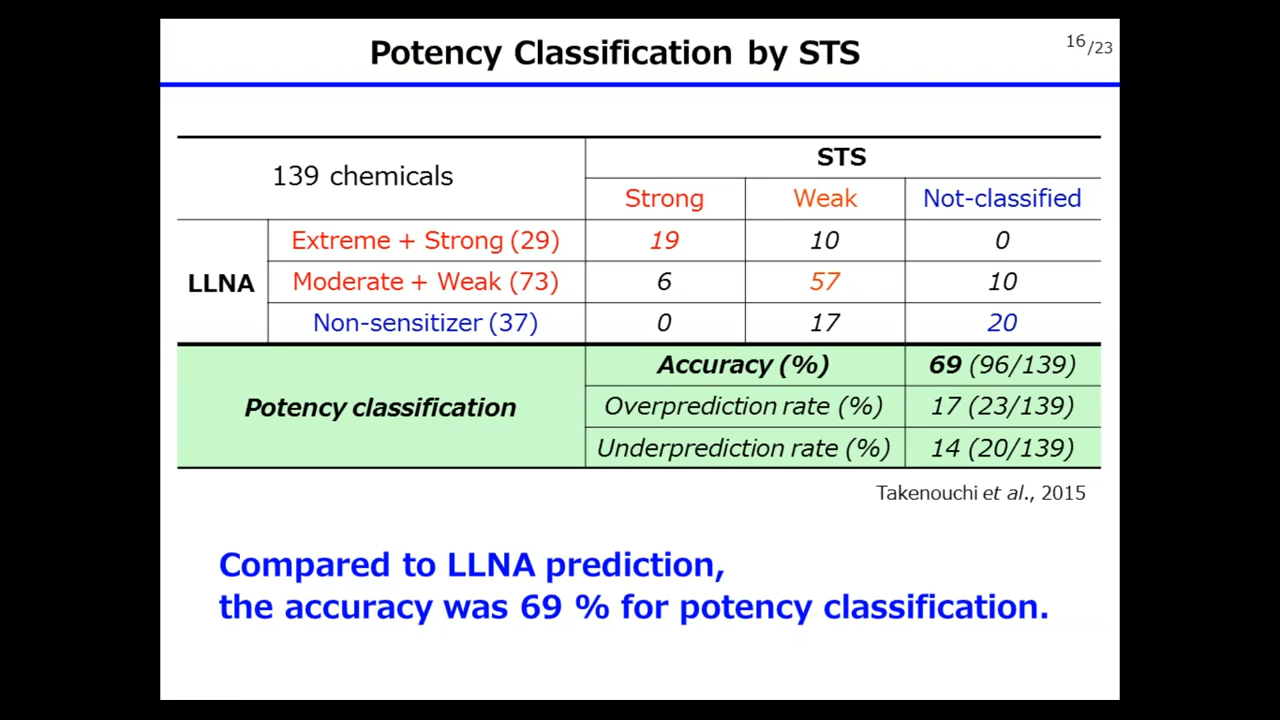 Potency Classification by STS
16/23
139 chemicals
STS
Strong Weak Not-classified
LLNA
Extreme + Strong (29) 19 10 0
Moderate + Weak (73) 6 57 10
Non-sensitizer (37) 0 17 20
Potency classification
Accuracy (%) 69 (96/139)
Overprediction rate (%) 17 (23/139)
Underprediction rate (%) 14 (20/139)
Takenouchi et al., 2015
Compared to LLNA prediction,
the accuracy was 69 % for potency classification.